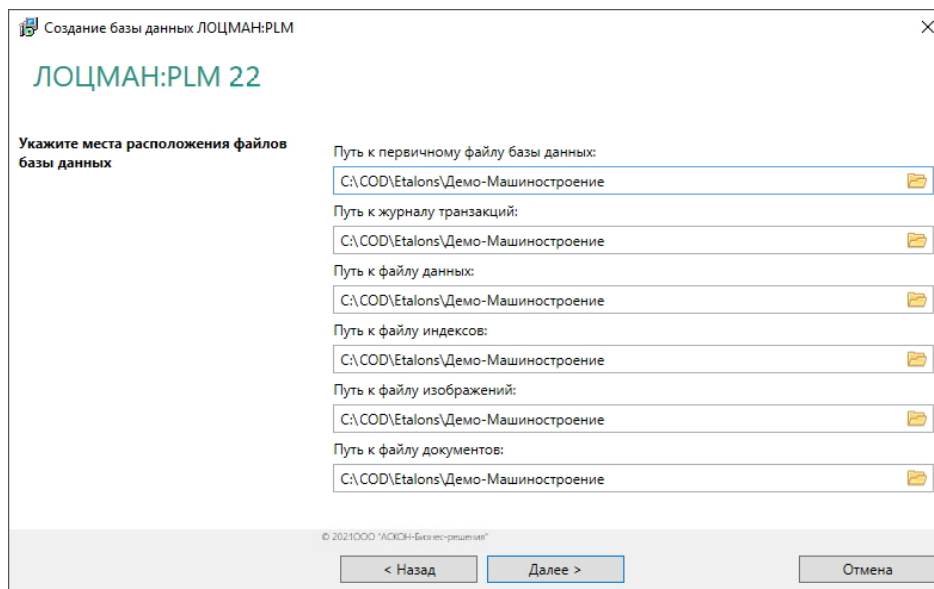 Создание базы данных ЛОЦМАН:PLM
ЛОЦМАН:PLM 22
Укажите места расположения файлов
базы данных
Путь к первичному файлу базы данных:
C:\COD\Etalons\Демо-Машиностроение
Путь к журналу транзакций:
C:\COD\Etalons\Демо-Машиностроение
Путь к файлу данных:
C:\COD\Etalons\Демо-Машиностроение
Путь к файлу индексов:
C:\COD\Etalons\Демо-Машиностроение
Путь к файлу изображений:
C:\COD\Etalons\Демо-Машиностроение
Путь к файлу документов:
C:\COD\Etalons\Демо-Машиностроение
© 2021ООО "АСКОН-Бизнес-решения"
< Назад
Далее >
Отмена